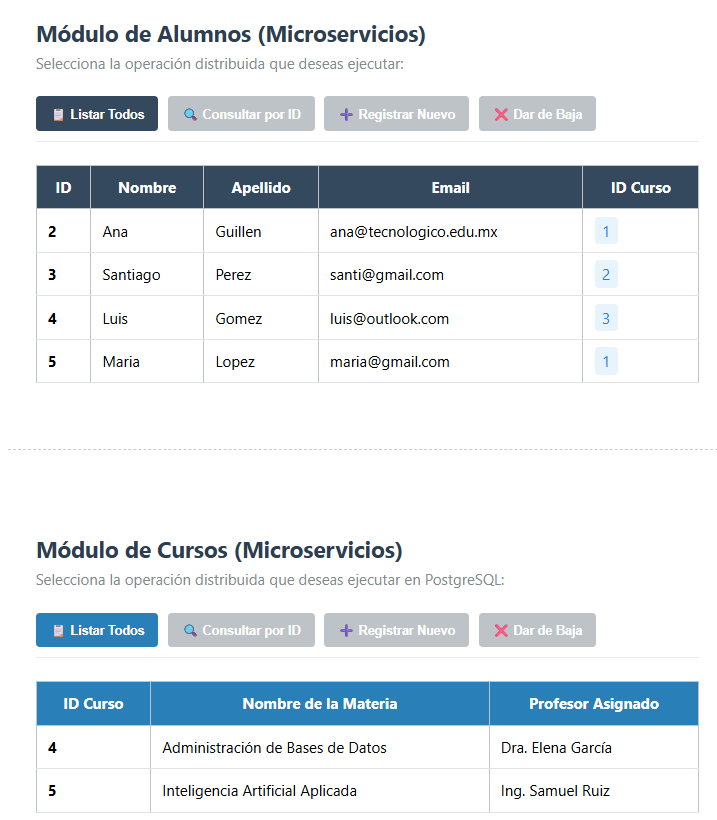 Módulo de Alumnos (Microservicios)
Selecciona la operación distribuida que deseas ejecutar:
Listar Todos Consultar por ID Registrar Nuevo Dar de Baja
ID Nombre Apellido Email ID Curso
2 Ana Guillen ana@tecnologico.edu.mx 1
3 Santiago Perez santi@gmail.com 2
4 Luis Gomez luis@outlook.com 3
5 Maria Lopez maria@gmail.com 1
Módulo de Cursos (Microservicios)
Selecciona la operación distribuida que deseas ejecutar en PostgreSQL:
Listar Todos Consultar por ID Registrar Nuevo Dar de Baja
ID Curso Nombre de la Materia Profesor Asignado
4 Administración de Bases de Datos Dra. Elena García
5 Inteligencia Artificial Aplicada Ing. Samuel Ruiz